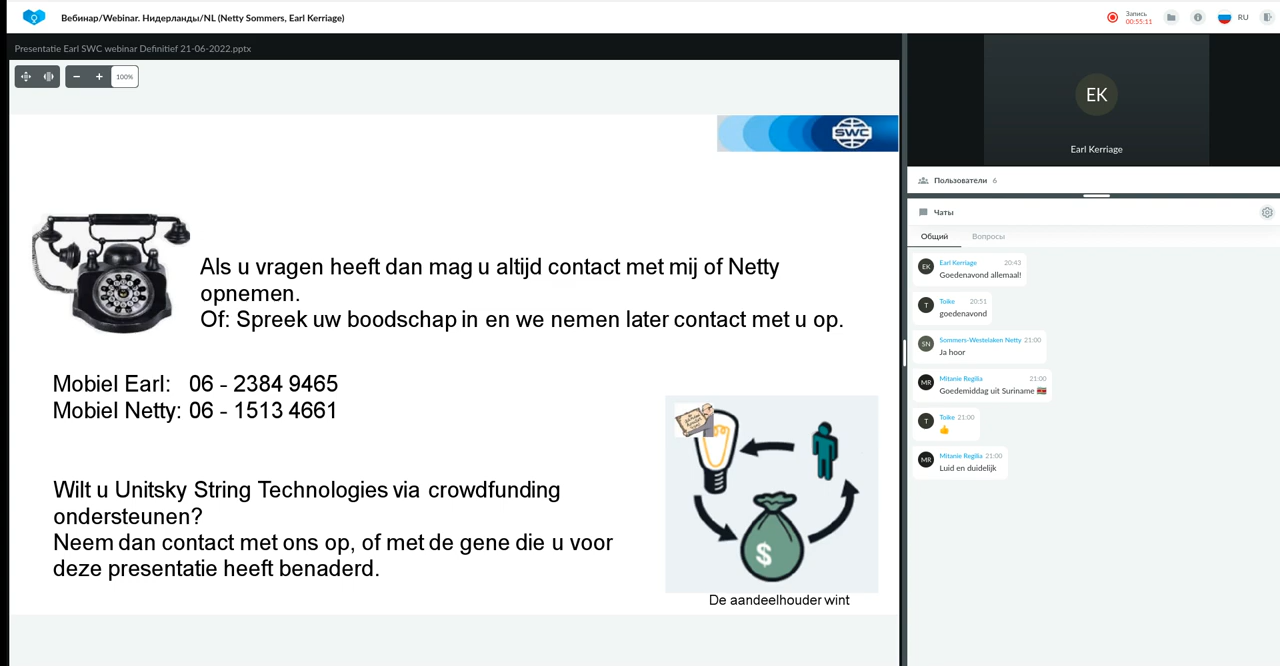 Вебинар/Webinar. Нидерланды/NL (Netty Sommers, Earl Kerriage)
Запись
00:55:11
RU
Presentatie Earl SWC webinar Definitief 21-06-2022.pptx
100%
SWC
Als u vragen heeft dan mag u altijd contact met mij of Netty
opnemen.
Of: Spreek uw boodschap in en we nemen later contact met u op.
Mobiel Earl: 06 - 2384 9465
Mobiel Netty: 06 - 1513 4661
Wilt u Unitsky String Technologies via crowdfunding
ondersteunen?
Neem dan contact met ons op, of met de gene die u voor
deze presentatie heeft benaderd.
$
De aandeelhouder wint
EK
Earl Kerriage
Пользователи 6
Чаты
Общий Вопросы
EK Earl Kerriage 20:43
Goedenavond allemaal!
T Toike 20:51
goedenavond
SN Sommers-Westelaken Netty 21:00
Ja hoor
MR Mitanie Regilia 21:00
Goedemiddag uit Suriname 🇸🇷
T Toike 21:00
👍
MR Mitanie Regilia 21:00
Luid en duidelijk